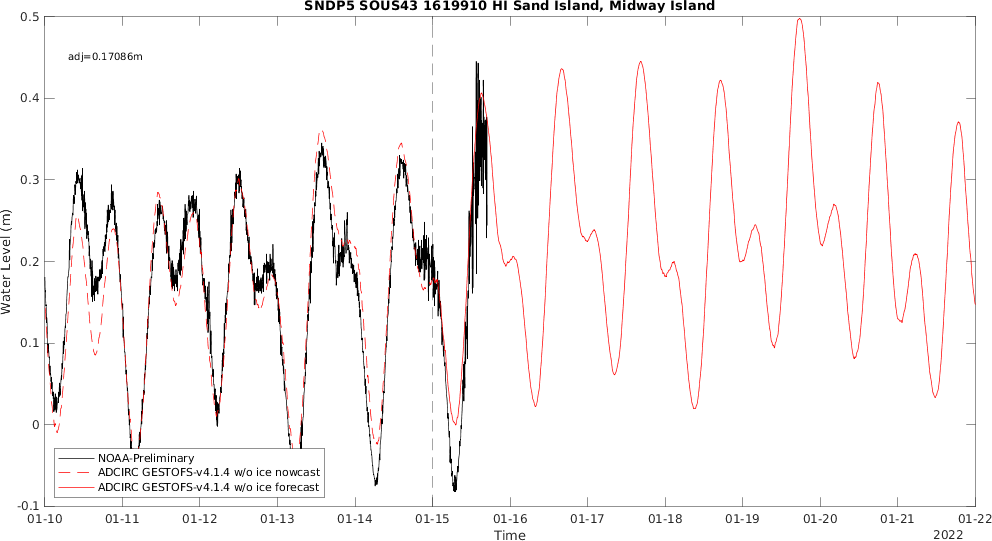 SNDP5 SOUS43 1619910 HI Sand Island, Midway Island
adj=0.17086m
Water Level (m)
0.5
0.4
0.3
0.2
0.1
0
-0.1
NOAA-Preliminary
ADCIRC GESTOFS-v4.1.4 w/o ice nowcast
ADCIRC GESTOFS-v4.1.4 w/o ice forecast
01-10 01-11 01-12 01-13 01-14 01-15 01-16 01-17 01-18 01-19 01-20 01-21 01-22
Time
2022